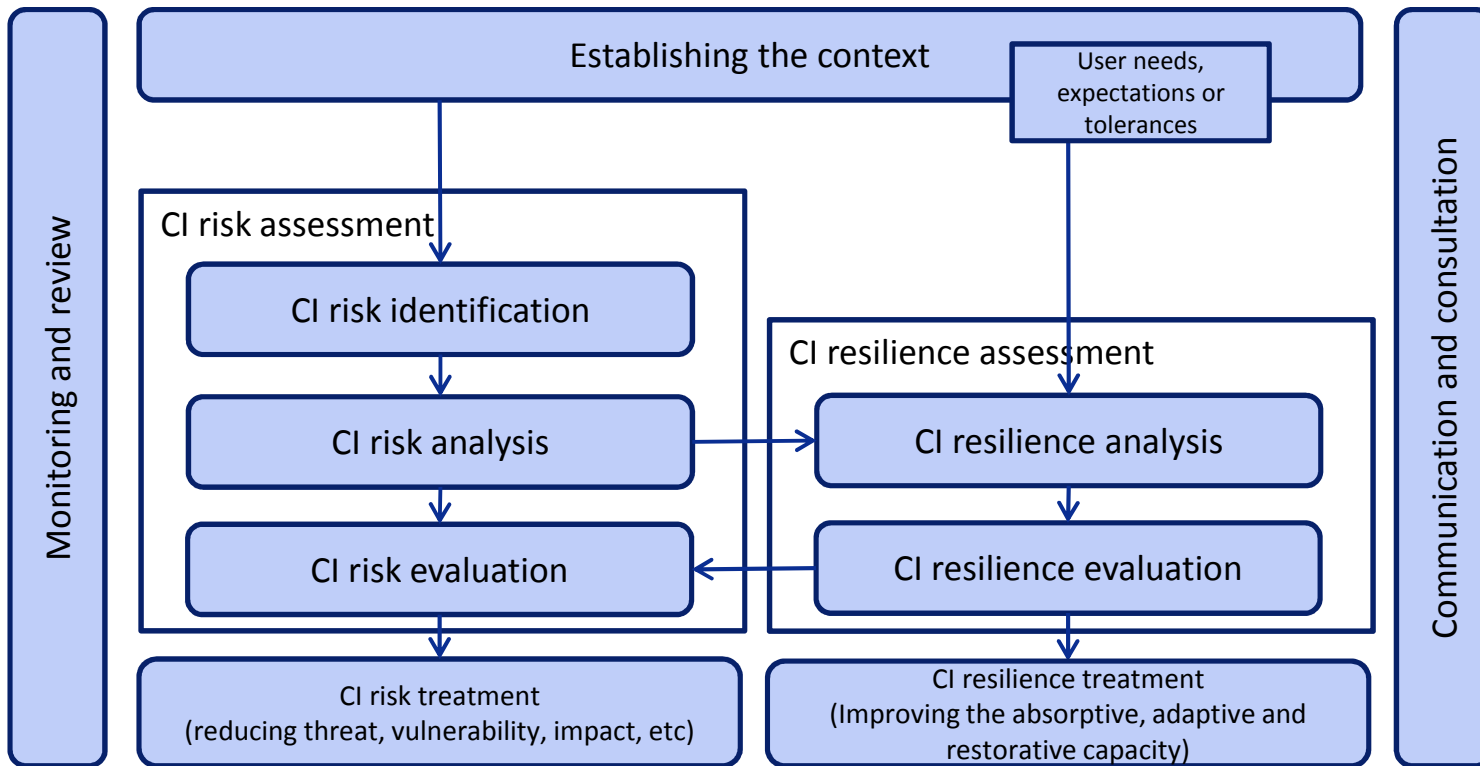 Monitoring and review
Establishing the context
User needs,
expectations or
tolerances
CI risk assessment
CI risk identification
CI risk analysis
CI risk evaluation
CI resilience assessment
CI resilience analysis
CI resilience evaluation
CI risk treatment
(reducing threat, vulnerability, impact, etc)
CI resilience treatment
(Improving the absorptive, adaptive and
restorative capacity)
Communication and consultation